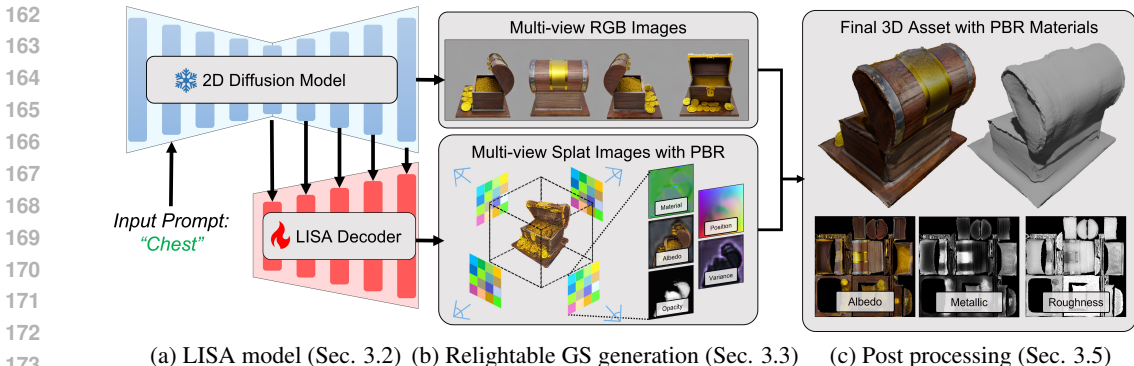 162
163
164
165
166
167
168
169
170
171
172
173
2D Diffusion Model
Input Prompt:
"Chest"
LISA Decoder
Multi-view RGB Images
Multi-view Splat Images with PBR
Material
Position
Albedo
Variance
Opacity
Final 3D Asset with PBR Materials
Albedo
Metallic
Roughness
(a) LISA model (Sec. 3.2) (b) Relightable GS generation (Sec. 3.3) (c) Post processing (Sec. 3.5)